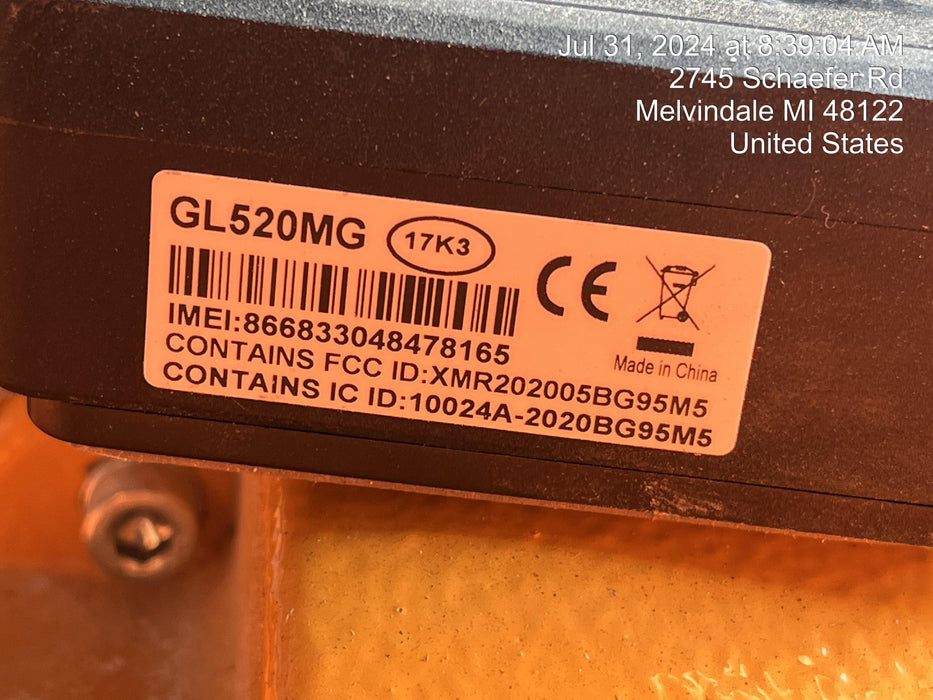 Jul 31, 2024 at 8:39:04 AM
2745 Schaefer Rd
Melvindale MI 48122
United States
GL520MG 17K3
CE
IMEI:866833048478165
Made in China
CONTAINS FCC ID:XMR202005BG95M5
CONTAINS IC ID:10024A-2020BG95M5